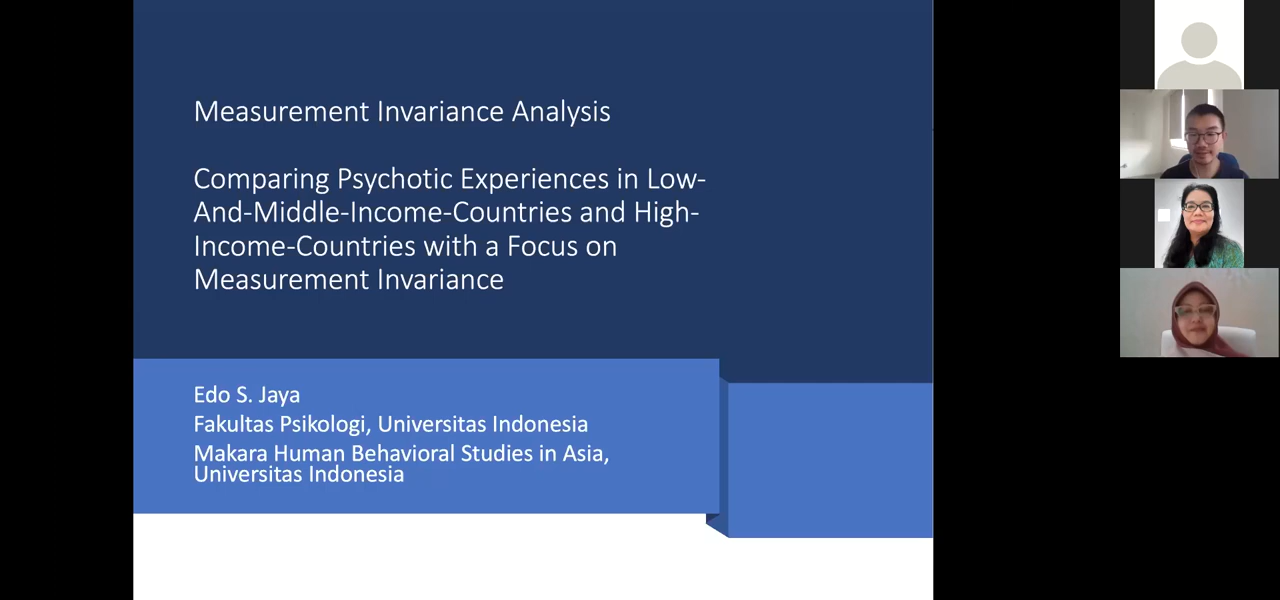 Measurement Invariance Analysis
Comparing Psychotic Experiences in Low-
And-Middle-Income-Countries and High-
Income-Countries with a Focus on
Measurement Invariance
Edo S. Jaya
Fakultas Psikologi, Universitas Indonesia
Makara Human Behavioral Studies in Asia,
Universitas Indonesia